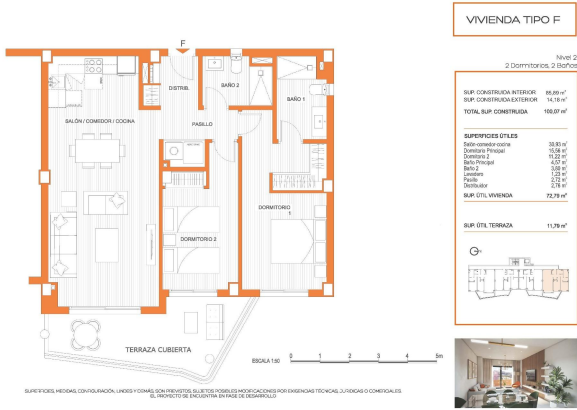 VIVIENDA TIPO F
Nivel 2
2 Dormitorios, 2 Baños
SUP. CONSTRUIDA INTERIOR 85,89 m²
SUP. CONSTRUIDA EXTERIOR 14,18 m²
TOTAL SUP. CONSTRUIDA 100,07 m²
SUPERFICIES ÚTILES
Salón-comedor-cocina 30,93 m²
Dormitorio Principal 15,56 m²
Dormitorio 2 11,22 m²
Baño Principal 4,57 m²
Baño 2 3,80 m²
Lavadero 1,23 m²
Pasillo 2,72 m²
Distribuidor 2,76 m²
SUP. ÚTIL VIVIENDA 72,79 m²
SUP. ÚTIL TERRAZA 11,79 m²
F
DISTRIB.
BAÑO 2
BAÑO 1
SALÓN / COMEDOR / COCINA
PASILLO
DORMITORIO 1
DORMITORIO 2
TERRAZA CUBIERTA
ESCALA 1:50
0 1 2 3 4 5m
SUPERFICIES, MEDIDAS, CONFIGURACIÓN, LINDES Y DEMÁS, SON PREVISTOS, SUJETOS POSIBLES MODIFICACIONES POR EXIGENCIAS TÉCNICAS, JURÍDICAS O COMERCIALES.
EL PROYECTO SE ENCUENTRA EN FASE DE DESARROLLO